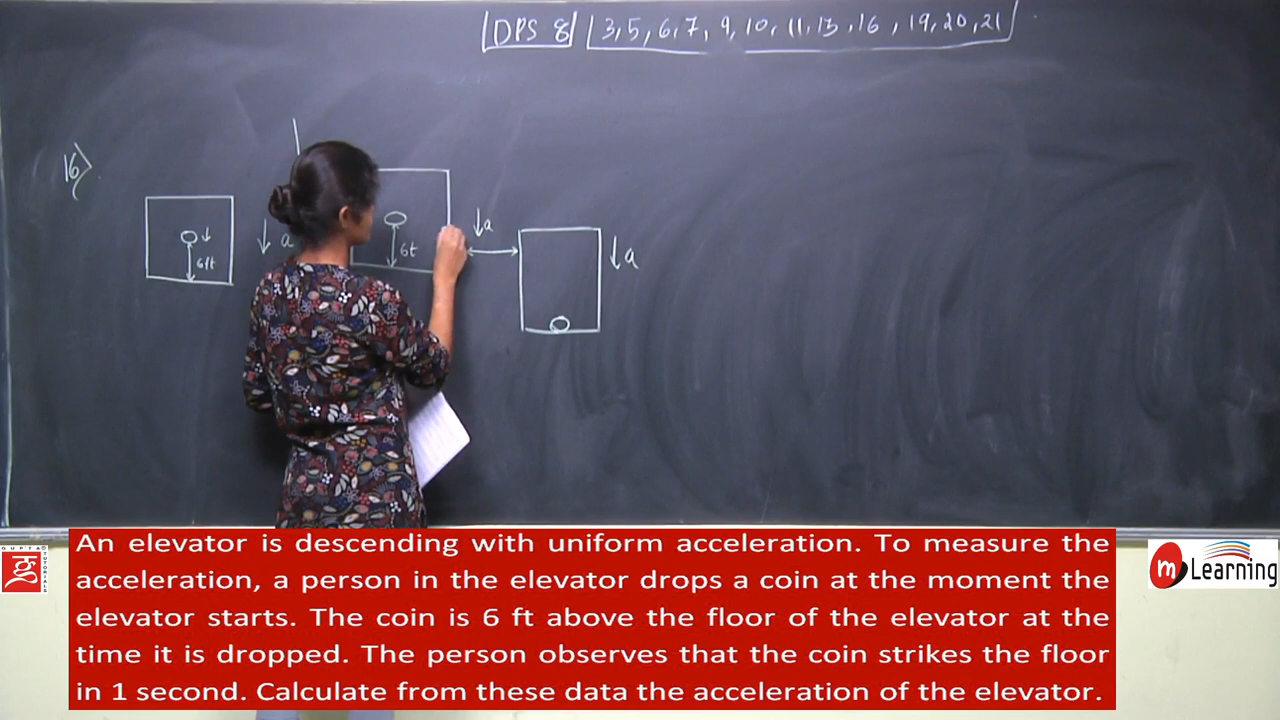 DPS 8 3, 5, 6, 7, 9, 10, 11, 13, 16, 19, 20, 21
16)
6ft
a
6t
a
a
An elevator is descending with uniform acceleration. To measure the
acceleration, a person in the elevator drops a coin at the moment the
elevator starts. The coin is 6 ft above the floor of the elevator at the
time it is dropped. The person observes that the coin strikes the floor
in 1 second. Calculate from these data the acceleration of the elevator.
GUPTA
g
TUTORIALS
m Learning